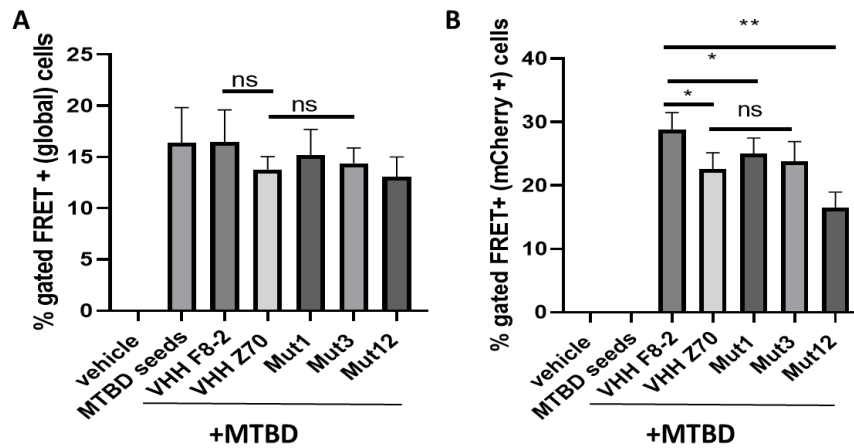 A
% gated FRET + (global) cells
25
20
15
10
5
0
ns
ns
vehicle
MTBD seeds
VHH F8-2
VHH Z70
Mut1
Mut3
Mut12
+MTBD
B
% gated FRET+ (mCherry +) cells
40
30
20
10
0
**
*
*
ns
vehicle
MTBD seeds
VHH F8-2
VHH Z70
Mut1
Mut3
Mut12
+MTBD